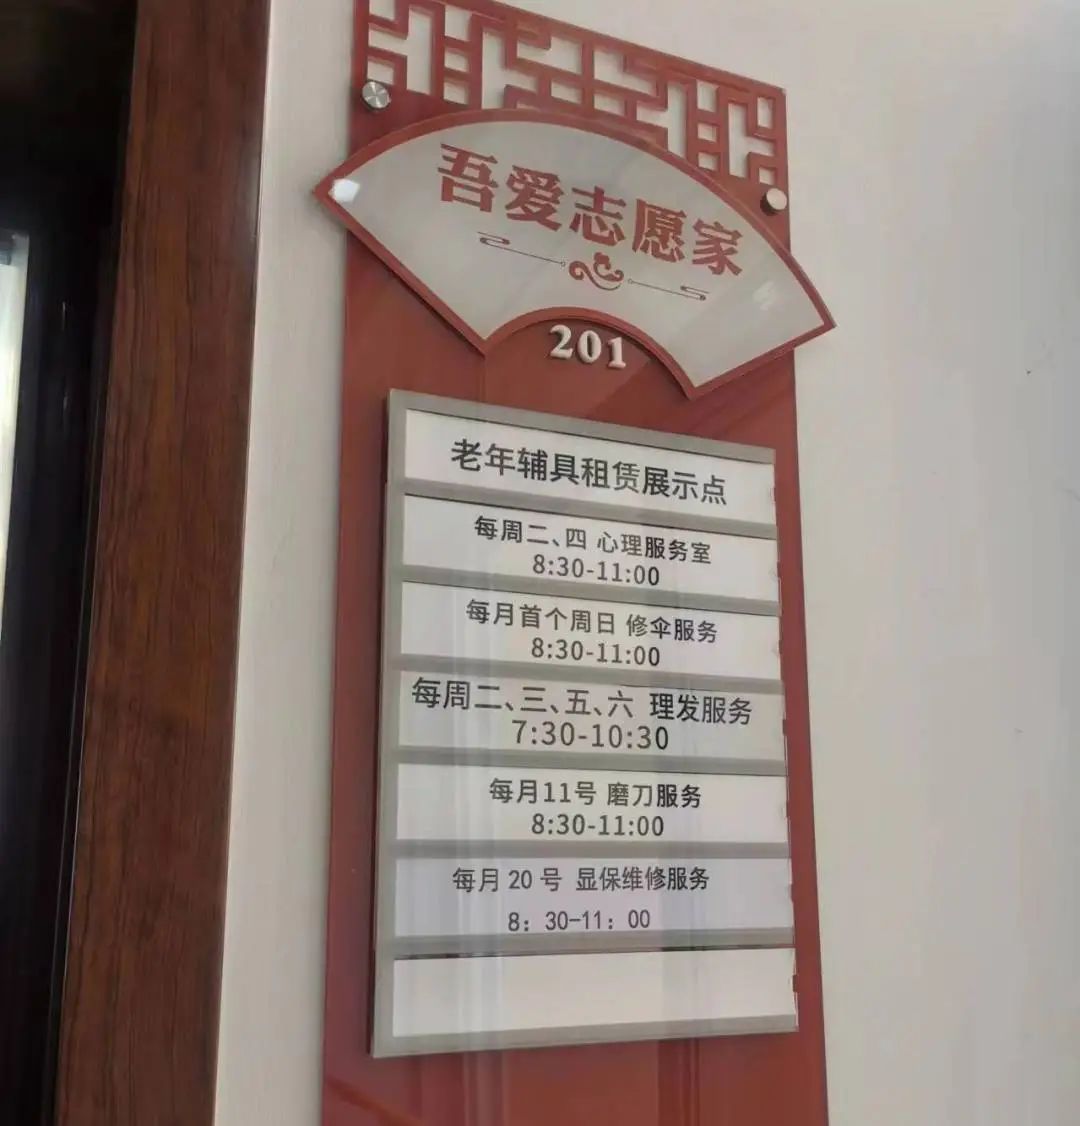 吾爱志愿家
201
老年辅具租赁展示点
每周二、四 心理服务室
8:30-11:00
每月首个周日 修伞服务
8:30-11:00
每周二、三、五、六 理发服务
7:30-10:30
每月11号 磨刀服务
8:30-11:00
每月 20 号 显保维修服务
8：30-11：00